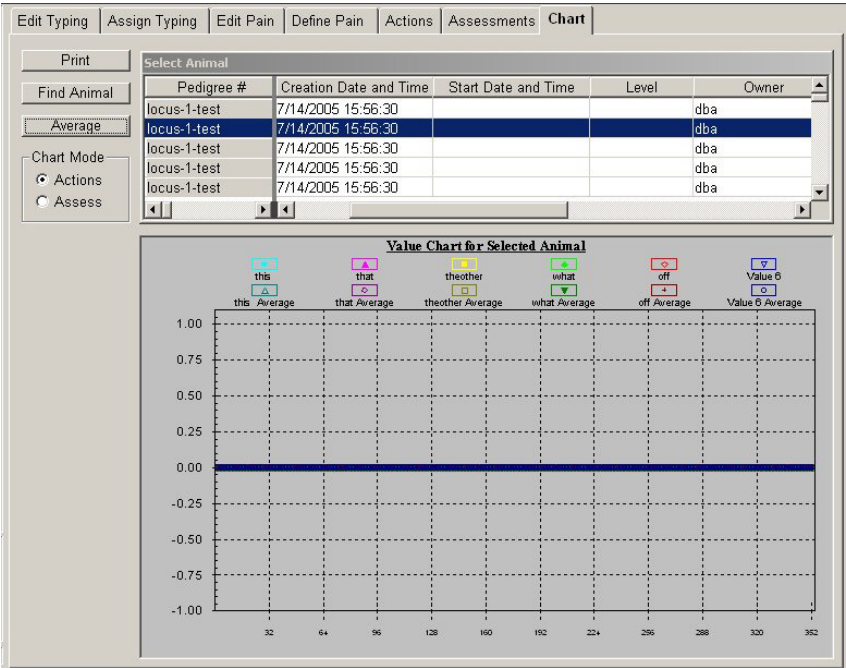 Edit Typing Assign Typing Edit Pain Define Pain Actions Assessments Chart
Print
Find Animal
Average
Chart Mode
Actions
Assess
Select Animal
Pedigree # Creation Date and Time Start Date and Time Level Owner
locus-1-test 7/14/2005 15:56:30 dba
locus-1-test 7/14/2005 15:56:30 dba
locus-1-test 7/14/2005 15:56:30 dba
locus-1-test 7/14/2005 15:56:30 dba
locus-1-test 7/14/2005 15:56:30 dba
Value Chart for Selected Animal
this that theother what off Value 6
this Average that Average theother Average what Average off Average Value 6 Average
1.00
0.75
0.50
0.25
0.00
-0.25
-0.50
-0.75
-1.00
32 64 96 128 160 192 224 256 288 320 352